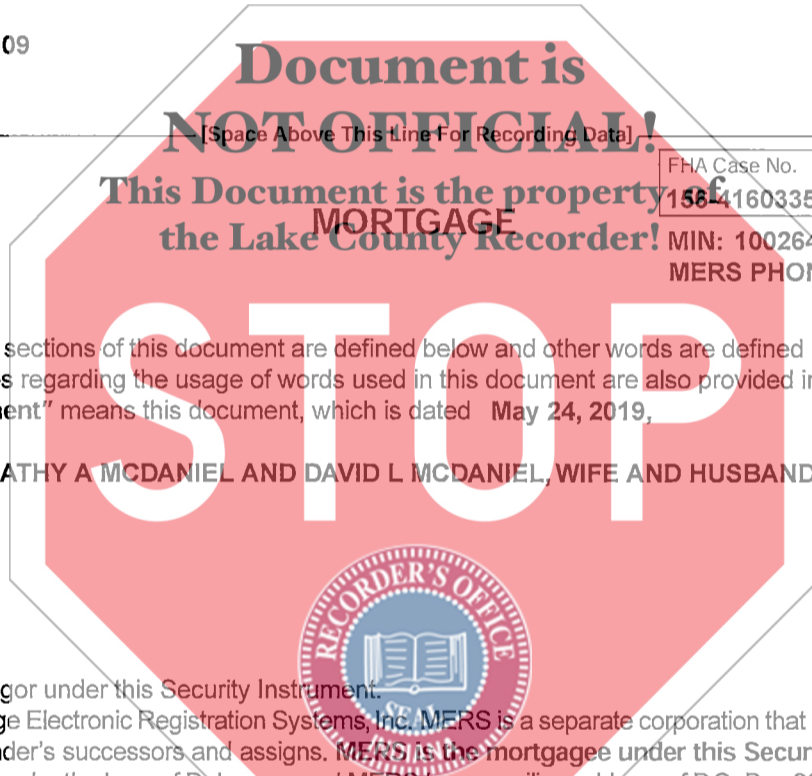 09
Document is
NOT OFFICIAL!
[Space Above This Line For Recording Data]
This Document is the property of
the Lake County Recorder!
FHA Case No.
156-4160335
MORTGAGE
MIN: 100264
MERS PHON
STOP
sections of this document are defined below and other words are defined
s regarding the usage of words used in this document are also provided in
ent" means this document, which is dated May 24, 2019,
ATHY A MCDANIEL AND DAVID L MCDANIEL, WIFE AND HUSBAND
RECORDER'S OFFICE
SEAL
gor under this Security Instrument.
ge Electronic Registration Systems, Inc. MERS is a separate corporation that
der's successors and assigns. MERS is the mortgagee under this Secur